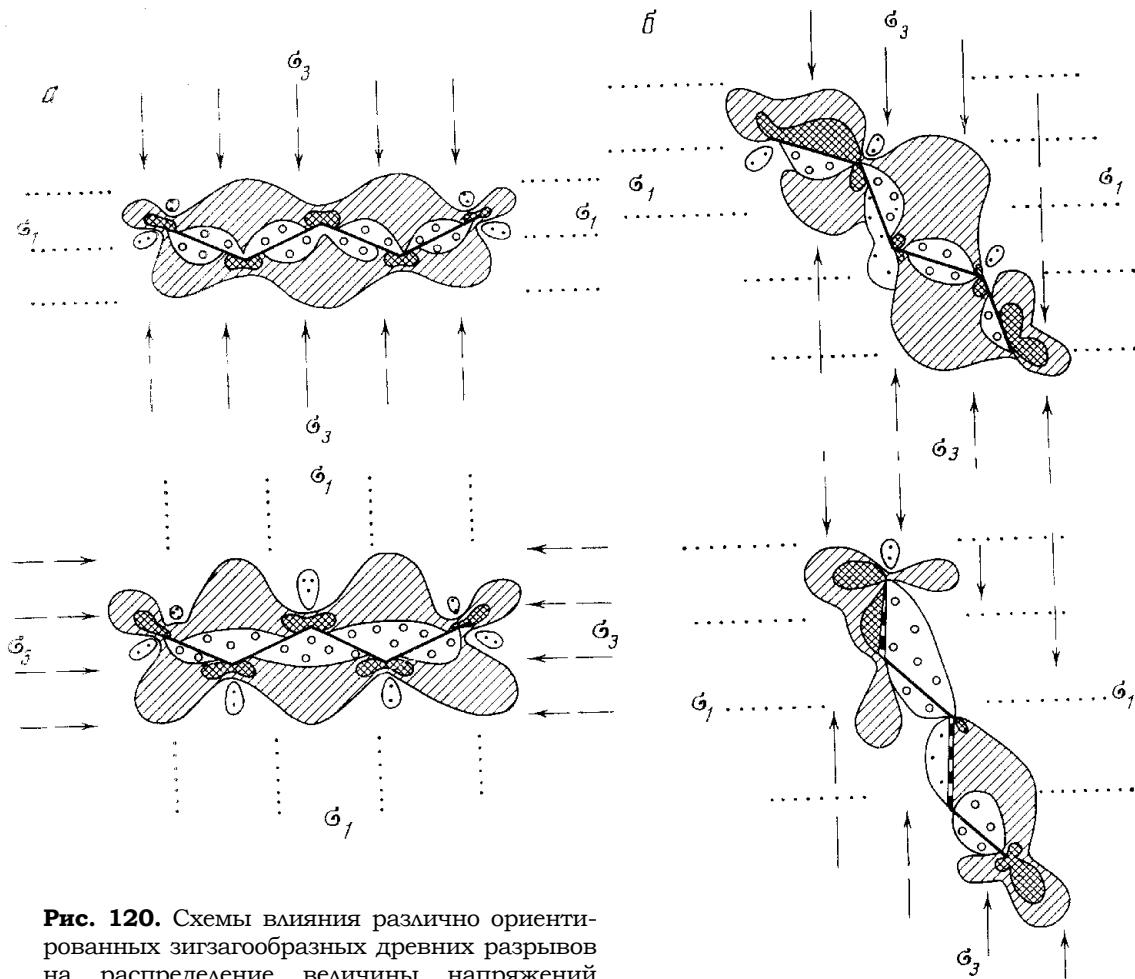 а
б
σ3
σ3
σ1
σ1
σ1
σ1
σ3
σ3
σ1
σ3
σ3
σ1
σ1
σ1
σ3
Рис. 120. Схемы влияния различно ориенти-
рованных зигзагообразных древних разрывов
на распределение величины напряжений